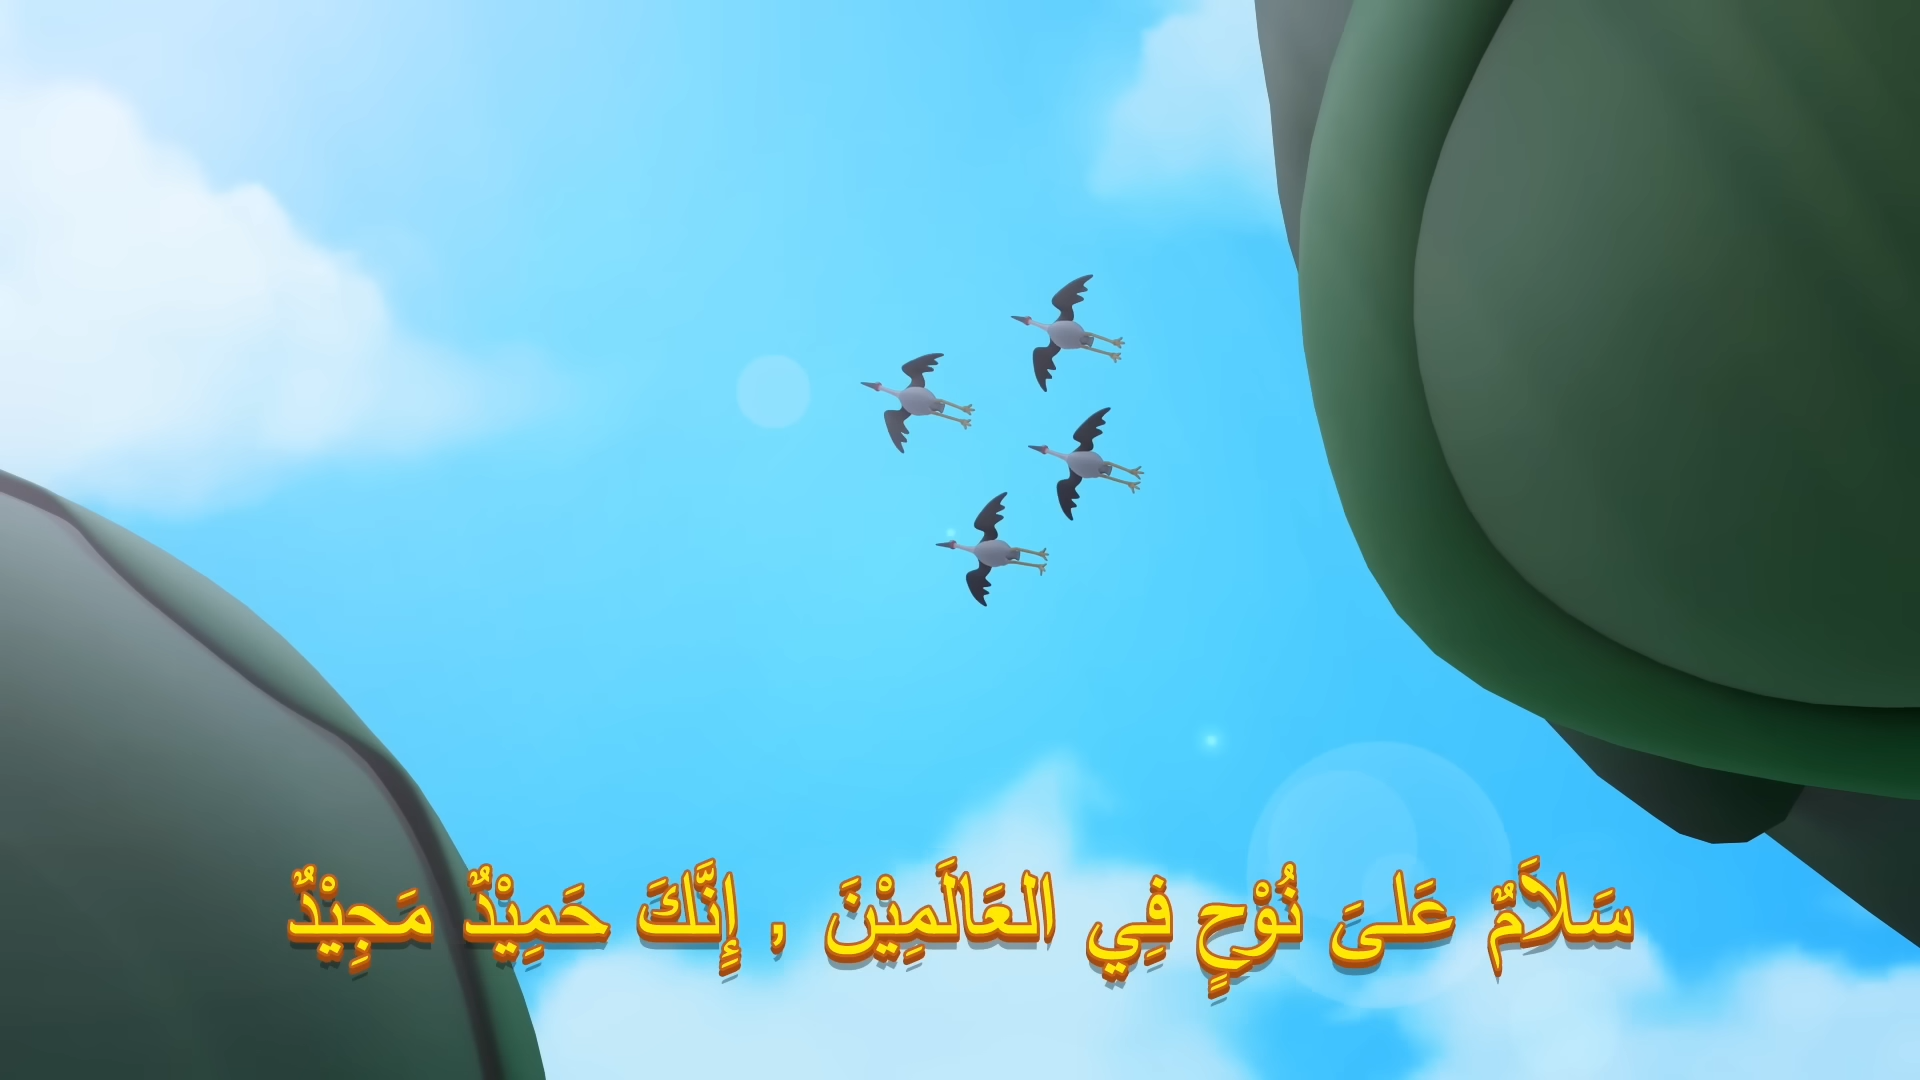 سَلاَمٌ عَلىَ نُوْحٍ فِي العَالَمِيْنَ , إِنَّكَ حَمِيْدٌ مَجِيْدٌ